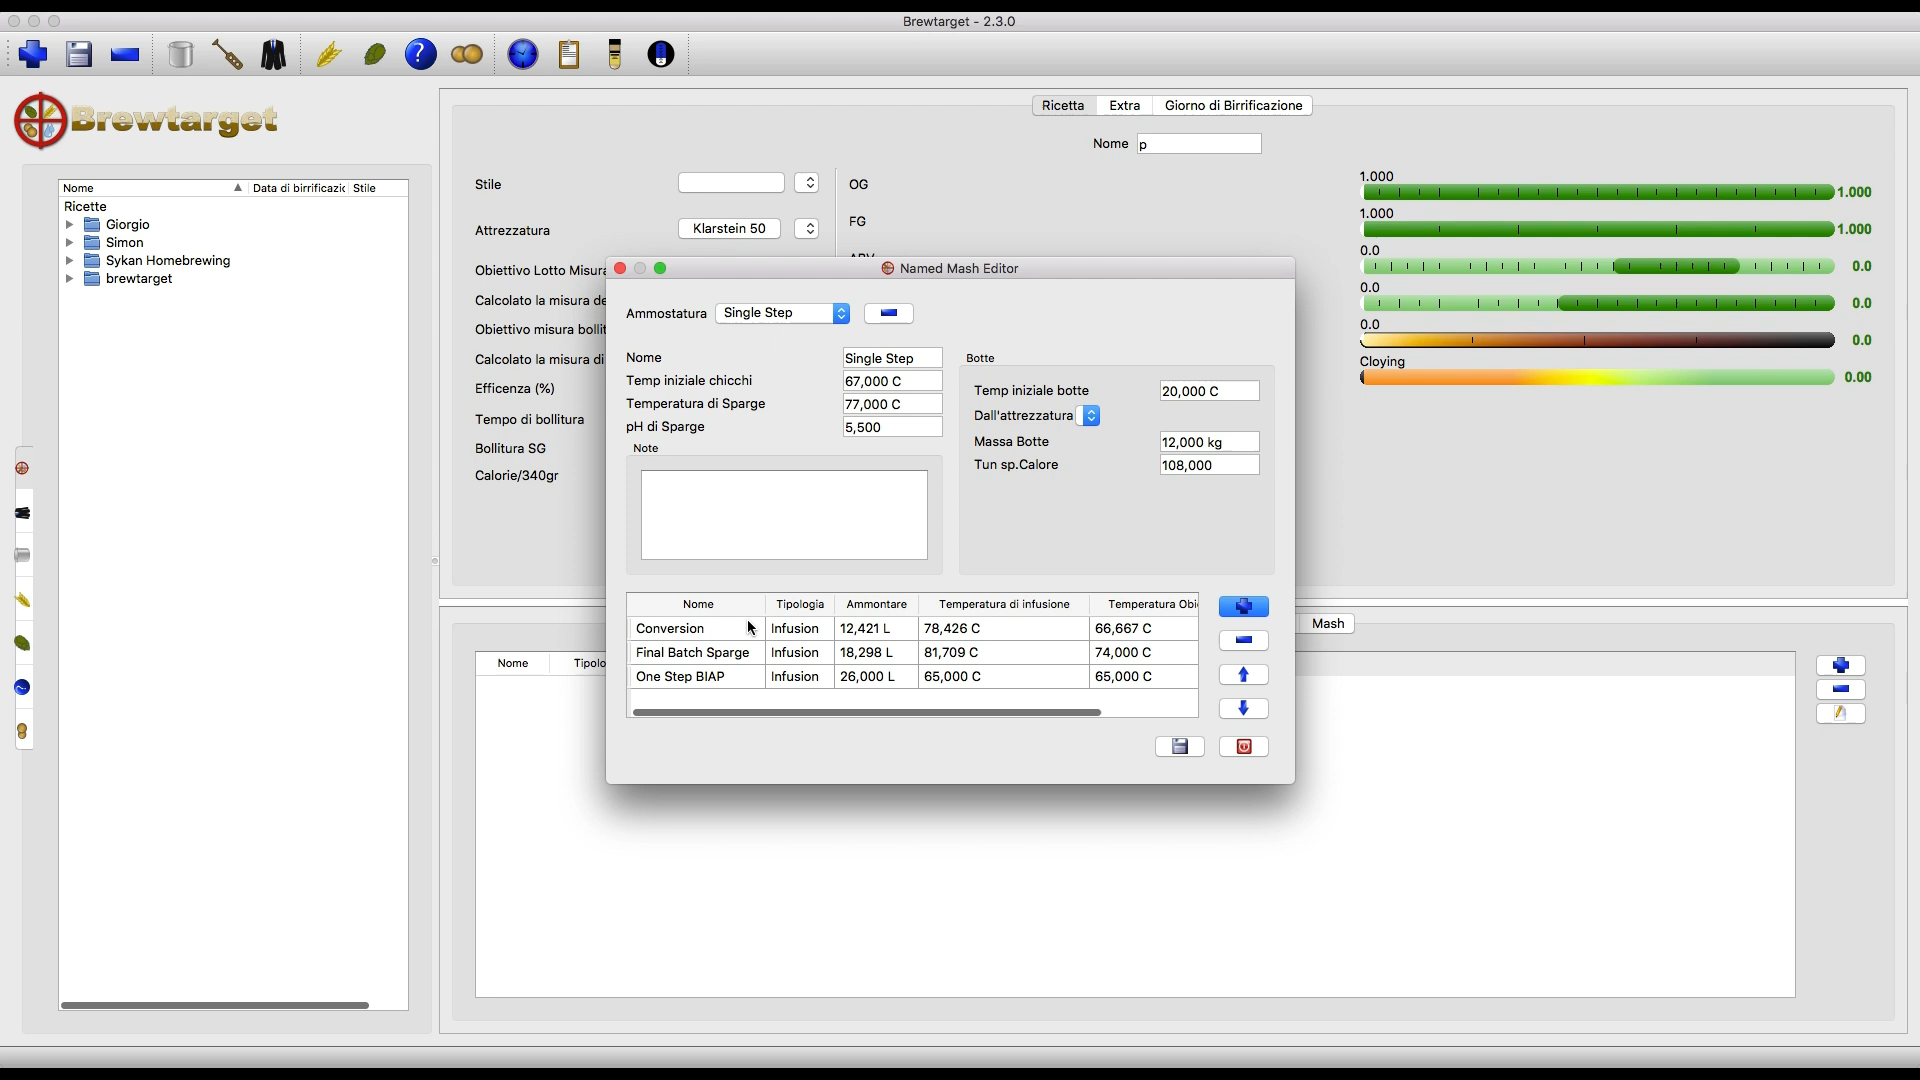 Brewtarget - 2.3.0
Brewtarget
Nome Data di birrificazic Stile
Ricette
Giorgio
Simon
Sykan Homebrewing
brewtarget
Ricetta Extra Giorno di Birrificazione
Nome p
Stile
Attrezzatura Klarstein 50
Obiettivo Lotto Misura
Calcolato la misura de
Obiettivo misura bollit
Calcolato la misura di
Efficenza (%)
Tempo di bollitura
Bollitura SG
Calorie/340gr
OG
FG
ABV
1.000
1.000
1.000
1.000
0.0
0.0
0.0
0.0
0.0
0.0
Cloying
0.00
Named Mash Editor
Ammostatura Single Step
Nome Single Step
Temp iniziale chicchi 67,000 C
Temperatura di Sparge 77,000 C
pH di Sparge 5,500
Note
Botte
Temp iniziale botte 20,000 C
Dall'attrezzatura
Massa Botte 12,000 kg
Tun sp.Calore 108,000
Nome Tipologia Ammontare Temperatura di infusione Temperatura Obi
Conversion Infusion 12,421 L 78,426 C 66,667 C
Final Batch Sparge Infusion 18,298 L 81,709 C 74,000 C
One Step BIAP Infusion 26,000 L 65,000 C 65,000 C
Mash
Nome Tipolo